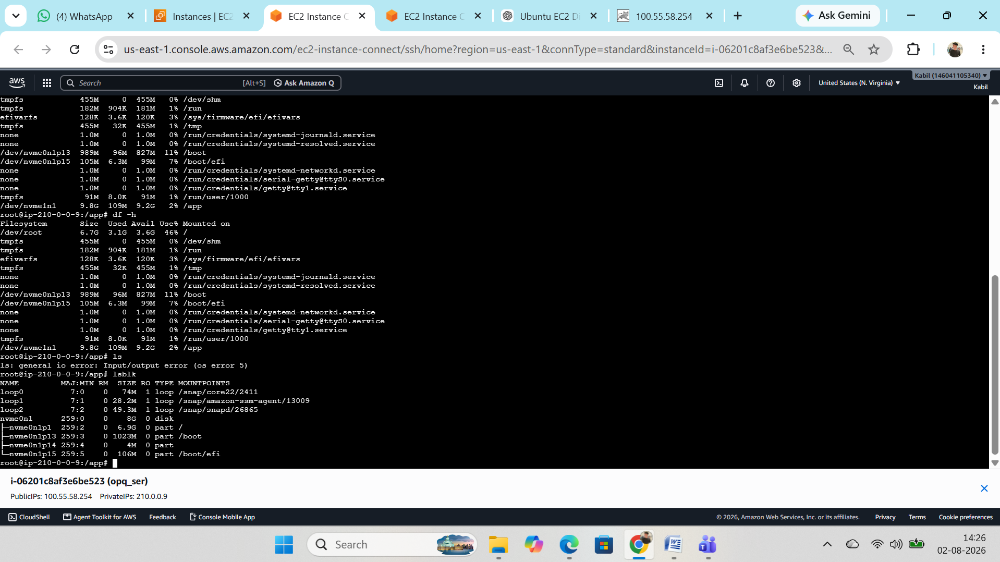 (4) WhatsApp
Instances | EC2
EC2 Instance C
EC2 Instance C
Ubuntu EC2 Di
100.55.58.254
Ask Gemini
us-east-1.console.aws.amazon.com/ec2-instance-connect/ssh/home?region=us-east-1&connType=standard&instanceId=i-06201c8af3e6be523&...
aws
Search
[Alt+S]
Ask Amazon Q
United States (N. Virginia)
Kabil (146041105340)
Kabil
tmpfs           455M     0  455M   0% /dev/shm
tmpfs           182M  904K  181M   1% /run
efivarfs        128K  3.6K  120K   3% /sys/firmware/efi/efivars
tmpfs           455M   32K  455M   1% /tmp
none            1.0M     0  1.0M   0% /run/credentials/systemd-journald.service
none            1.0M     0  1.0M   0% /run/credentials/systemd-resolved.service
/dev/nvme0n1p13 989M   96M  827M  11% /boot
/dev/nvme0n1p15 105M  6.3M   99M   7% /boot/efi
none            1.0M     0  1.0M   0% /run/credentials/systemd-networkd.service
none            1.0M     0  1.0M   0% /run/credentials/serial-getty@ttyS0.service
none            1.0M     0  1.0M   0% /run/credentials/getty@tty1.service
tmpfs            91M  8.0K   91M   1% /run/user/1000
/dev/nvme1n1    9.8G  109M  9.2G   2% /app
root@ip-210-0-0-9:/app# df -h
Filesystem      Size  Used Avail Use% Mounted on
/dev/root       6.7G  3.1G  3.6G  46% /
tmpfs           455M     0  455M   0% /dev/shm
tmpfs           182M  904K  181M   1% /run
efivarfs        128K  3.6K  120K   3% /sys/firmware/efi/efivars
tmpfs           455M   32K  455M   1% /tmp
none            1.0M     0  1.0M   0% /run/credentials/systemd-journald.service
none            1.0M     0  1.0M   0% /run/credentials/systemd-resolved.service
/dev/nvme0n1p13 989M   96M  827M  11% /boot
/dev/nvme0n1p15 105M  6.3M   99M   7% /boot/efi
none            1.0M     0  1.0M   0% /run/credentials/systemd-networkd.service
none            1.0M     0  1.0M   0% /run/credentials/serial-getty@ttyS0.service
none            1.0M     0  1.0M   0% /run/credentials/getty@tty1.service
tmpfs            91M  8.0K   91M   1% /run/user/1000
/dev/nvme1n1    9.8G  109M  9.2G   2% /app
root@ip-210-0-0-9:/app# ls
ls: general io error: Input/output error (os error 5)
root@ip-210-0-0-9:/app# lsblk
NAME         MAJ:MIN RM  SIZE RO TYPE MOUNTPOINTS
loop0          7:0    0   74M  1 loop /snap/core22/2411
loop1          7:1    0 28.2M  1 loop /snap/amazon-ssm-agent/13009
loop2          7:2    0 49.3M  1 loop /snap/snapd/26865
nvme0n1      259:0    0    8G  0 disk
├─nvme0n1p1  259:2    0  6.9G  0 part /
├─nvme0n1p13 259:3    0 1023M  0 part /boot
├─nvme0n1p14 259:4    0    4M  0 part
└─nvme0n1p15 259:5    0  106M  0 part /boot/efi
root@ip-210-0-0-9:/app#
i-06201c8af3e6be523 (opq_ser)
PublicIPs: 100.55.58.254 PrivateIPs: 210.0.0.9
CloudShell
Agent Toolkit for AWS
Feedback
Console Mobile App
© 2026, Amazon Web Services, Inc. or its affiliates.
Privacy
Terms
Cookie preferences
Search
14:26
02-08-2026